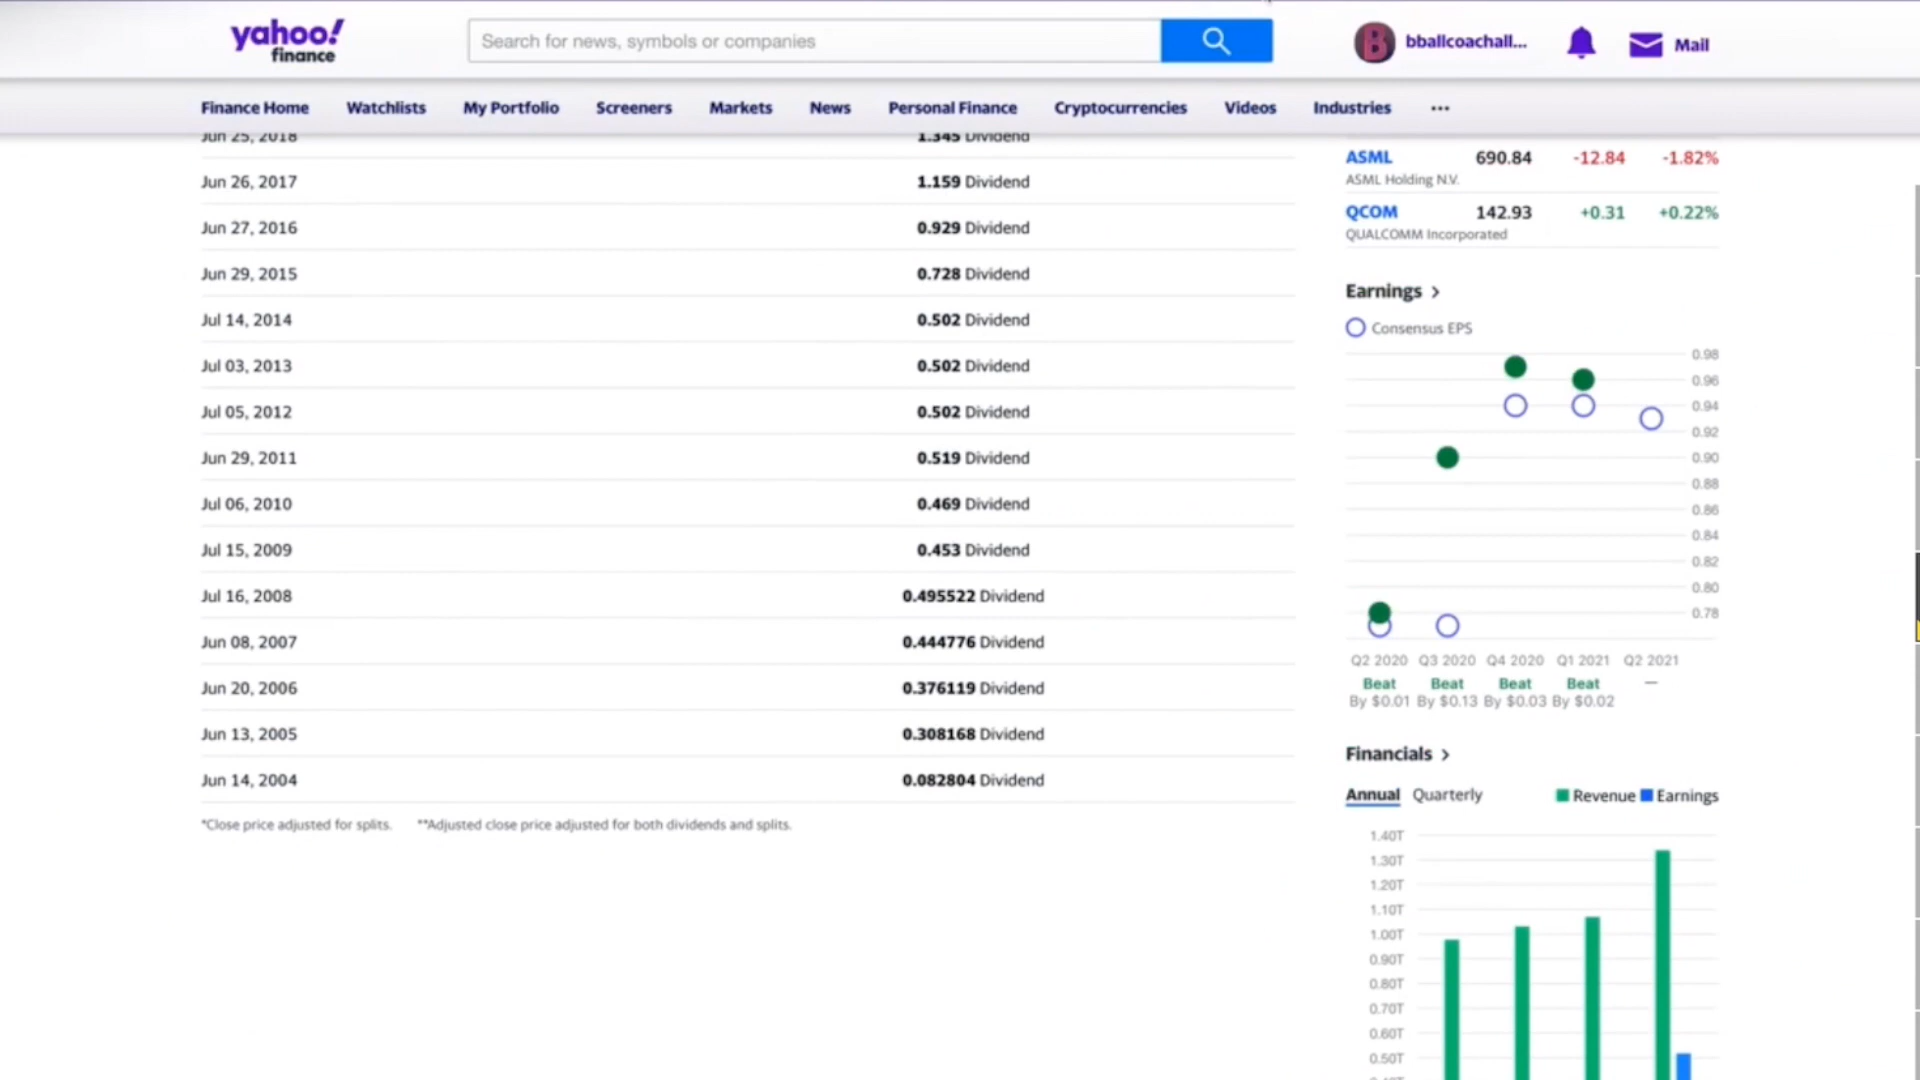 yahoo!
finance
Search for news, symbols or companies
B
bballcoachall...
Mail
Finance Home Watchlists My Portfolio Screeners Markets News Personal Finance Cryptocurrencies Videos Industries ...
Jun 25, 2018 1.345 Dividend
Jun 26, 2017 1.159 Dividend
Jun 27, 2016 0.929 Dividend
Jun 29, 2015 0.728 Dividend
Jul 14, 2014 0.502 Dividend
Jul 03, 2013 0.502 Dividend
Jul 05, 2012 0.502 Dividend
Jun 29, 2011 0.519 Dividend
Jul 06, 2010 0.469 Dividend
Jul 15, 2009 0.453 Dividend
Jul 16, 2008 0.495522 Dividend
Jun 08, 2007 0.444776 Dividend
Jun 20, 2006 0.376119 Dividend
Jun 13, 2005 0.308168 Dividend
Jun 14, 2004 0.082804 Dividend
*Close price adjusted for splits. **Adjusted close price adjusted for both dividends and splits.
ASML 690.84 -12.84 -1.82%
ASML Holding N.V.
QCOM 142.93 +0.31 +0.22%
QUALCOMM Incorporated
Earnings >
Consensus EPS
0.98
0.96
0.94
0.92
0.90
0.88
0.86
0.84
0.82
0.80
0.78
Q2 2020 Q3 2020 Q4 2020 Q1 2021 Q2 2021
Beat Beat Beat Beat —
By $0.01 By $0.13 By $0.03 By $0.02
Financials >
Annual Quarterly Revenue Earnings
1.40T
1.30T
1.20T
1.10T
1.00T
0.90T
0.80T
0.70T
0.60T
0.50T